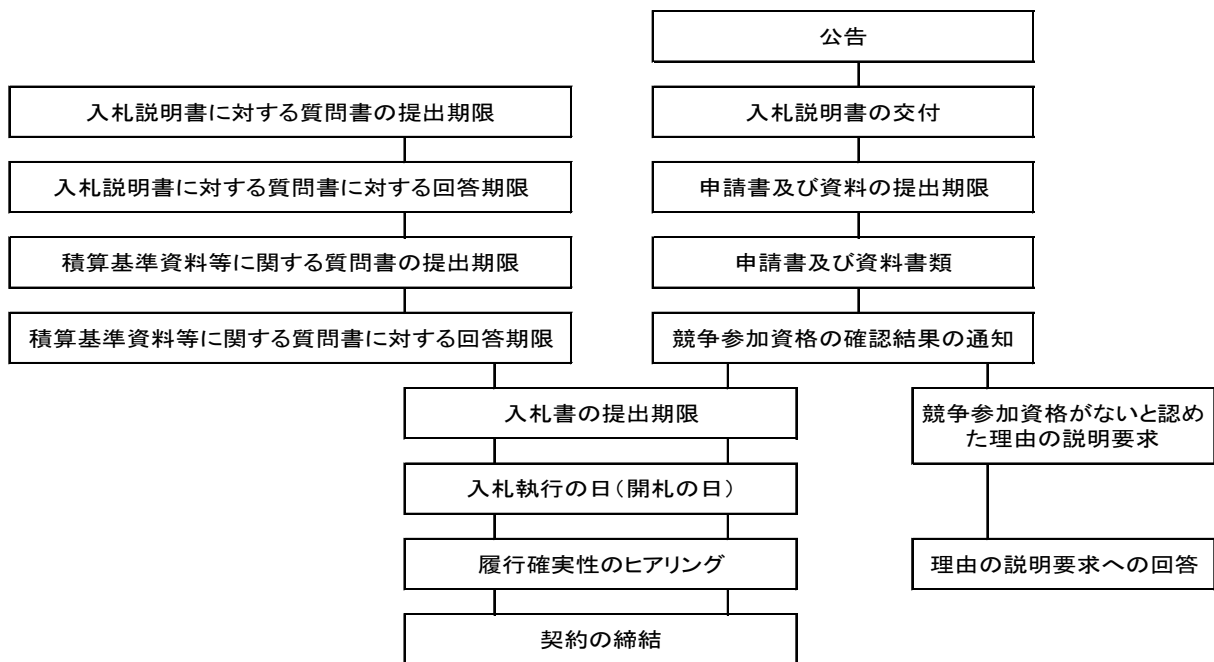 公告
入札説明書に対する質問書の提出期限
入札説明書の交付
入札説明書に対する質問書に対する回答期限
申請書及び資料の提出期限
積算基準資料等に関する質問書の提出期限
申請書及び資料書類
積算基準資料等に関する質問書に対する回答期限
競争参加資格の確認結果の通知
入札書の提出期限
競争参加資格がないと認め
た理由の説明要求
入札執行の日（開札の日）
履行確実性のヒアリング
理由の説明要求への回答
契約の締結